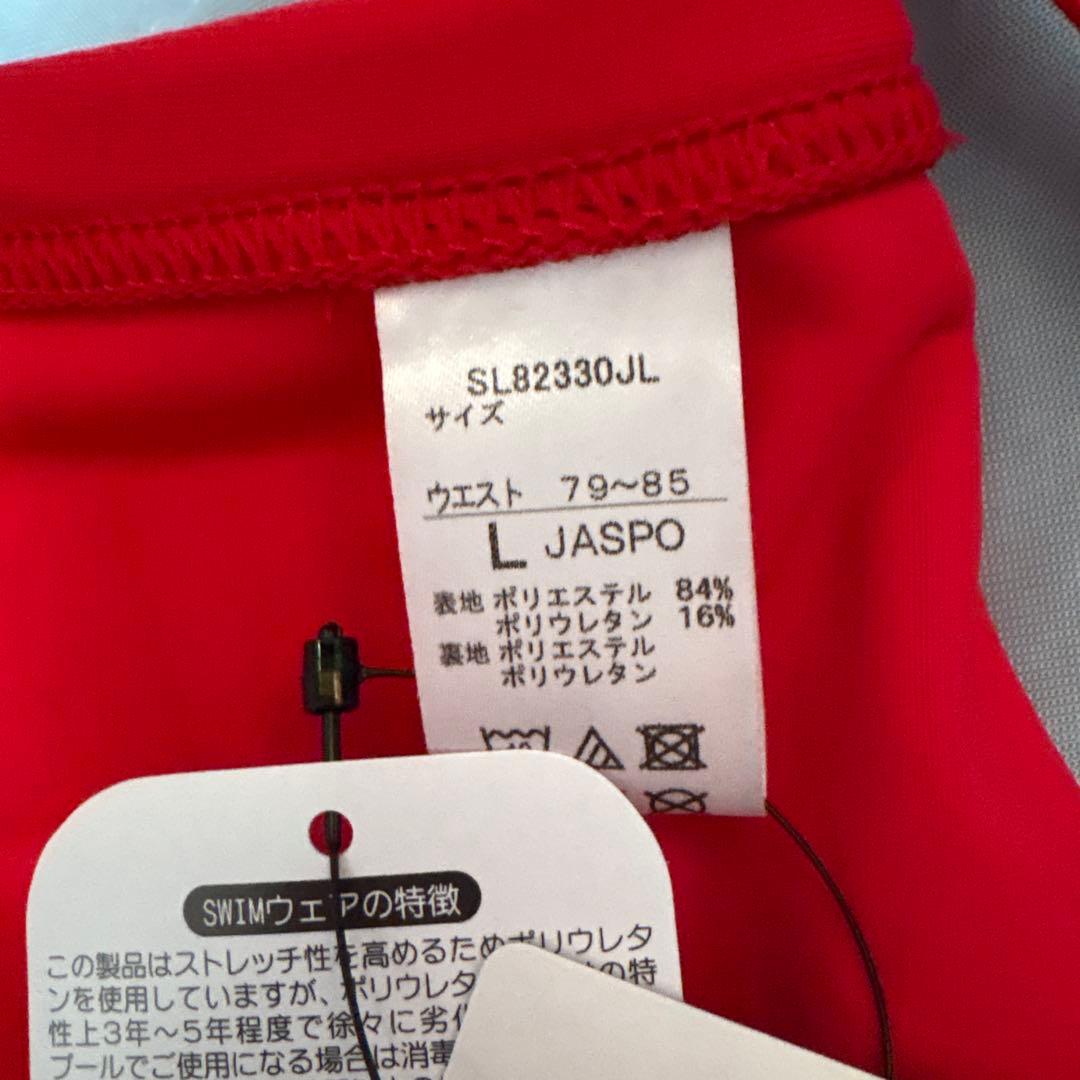 SL82330JL
サイズ
ウエスト 79～85
L JASPO
表地 ポリエステル 84%
ポリウレタン 16%
裏地 ポリエステル
ポリウレタン
40
SWIMウェアの特徴
この製品はストレッチ性を高めるためポリウレタ
ンを使用していますが、ポリウレタ の特
性上3年～5年程度で徐々に劣化
プールでご使用になる場合は消毒